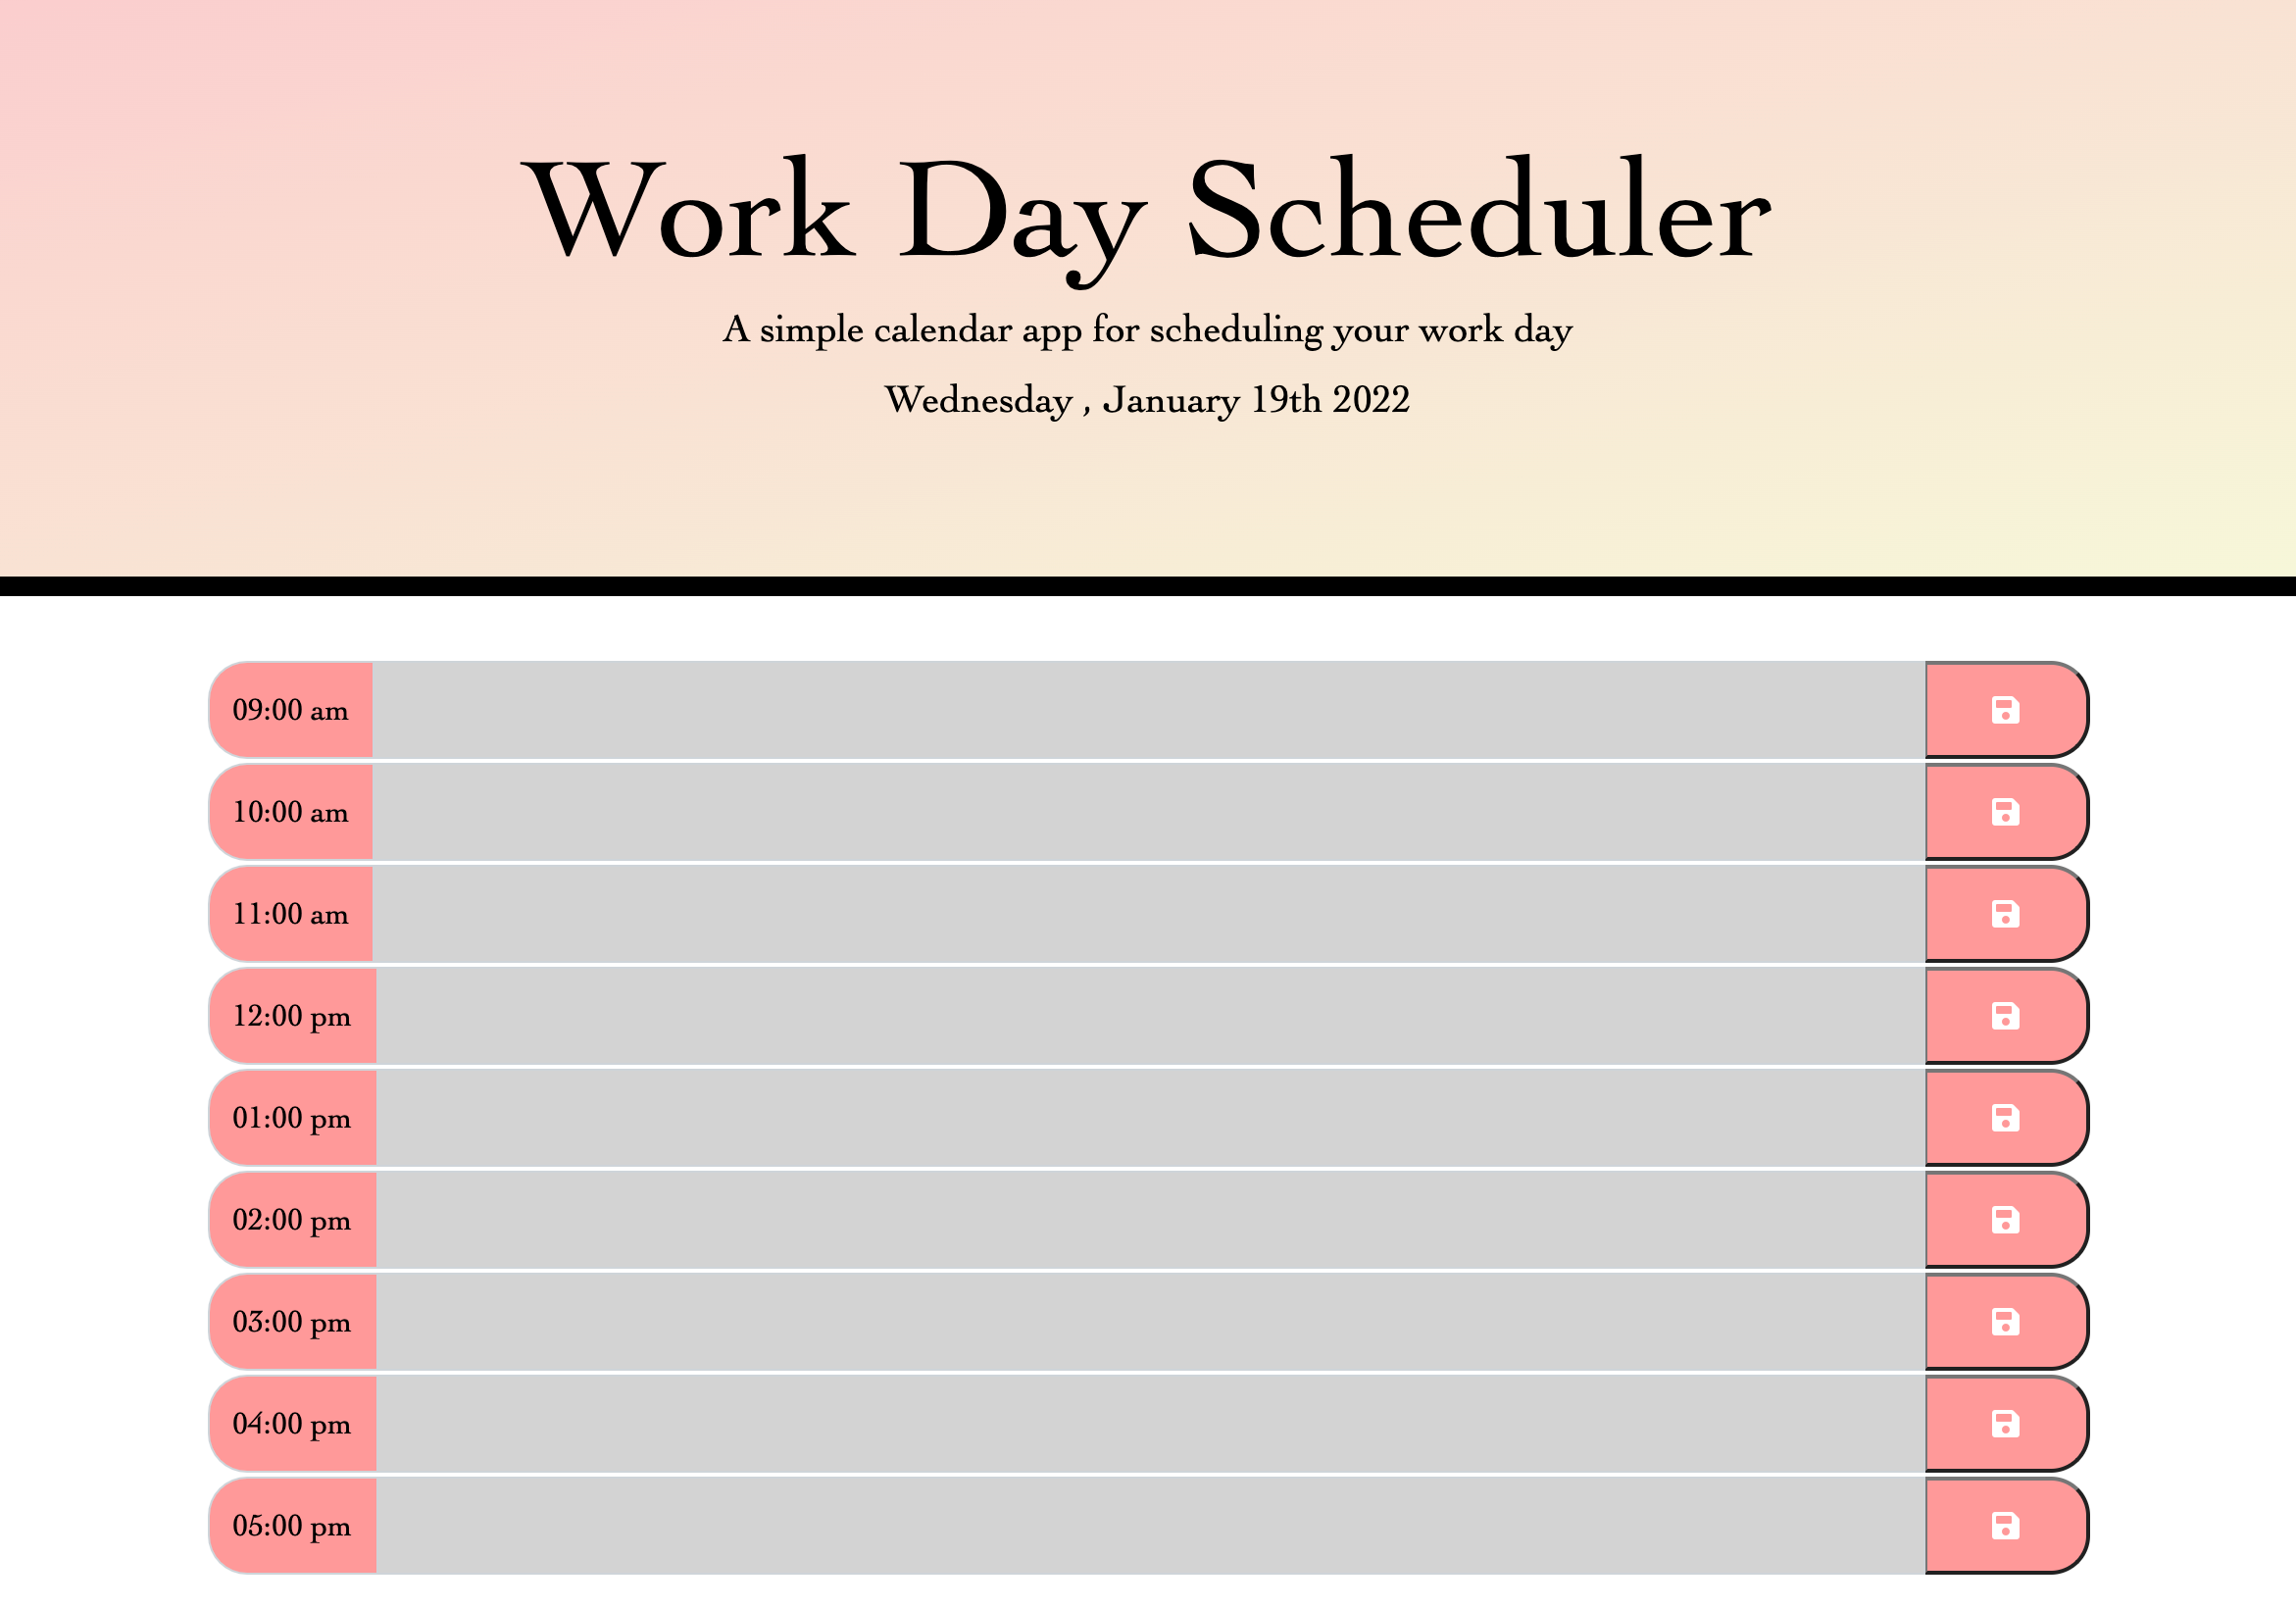 Work Day Scheduler
A simple calendar app for scheduling your work day
Wednesday , January 19th 2022
09:00 am
10:00 am
11:00 am
12:00 pm
01:00 pm
02:00 pm
03:00 pm
04:00 pm
05:00 pm